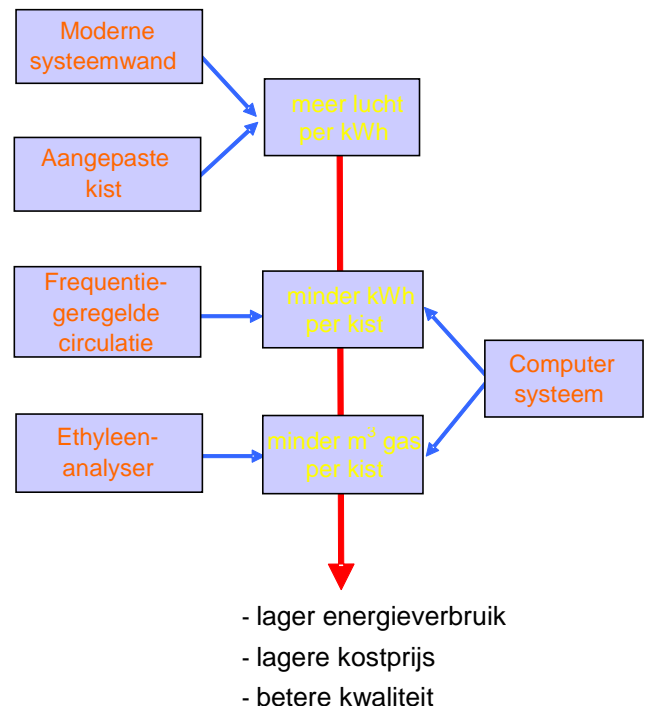 Moderne
systeemwand
meer lucht
per kWh
Aangepaste
kist
Frequentie-
geregelde
circulatie
minder kWh
per kist
Computer
systeem
Ethyleen-
analyser
minder m³ gas
per kist
- lager energieverbruik
- lagere kostprijs
- betere kwaliteit